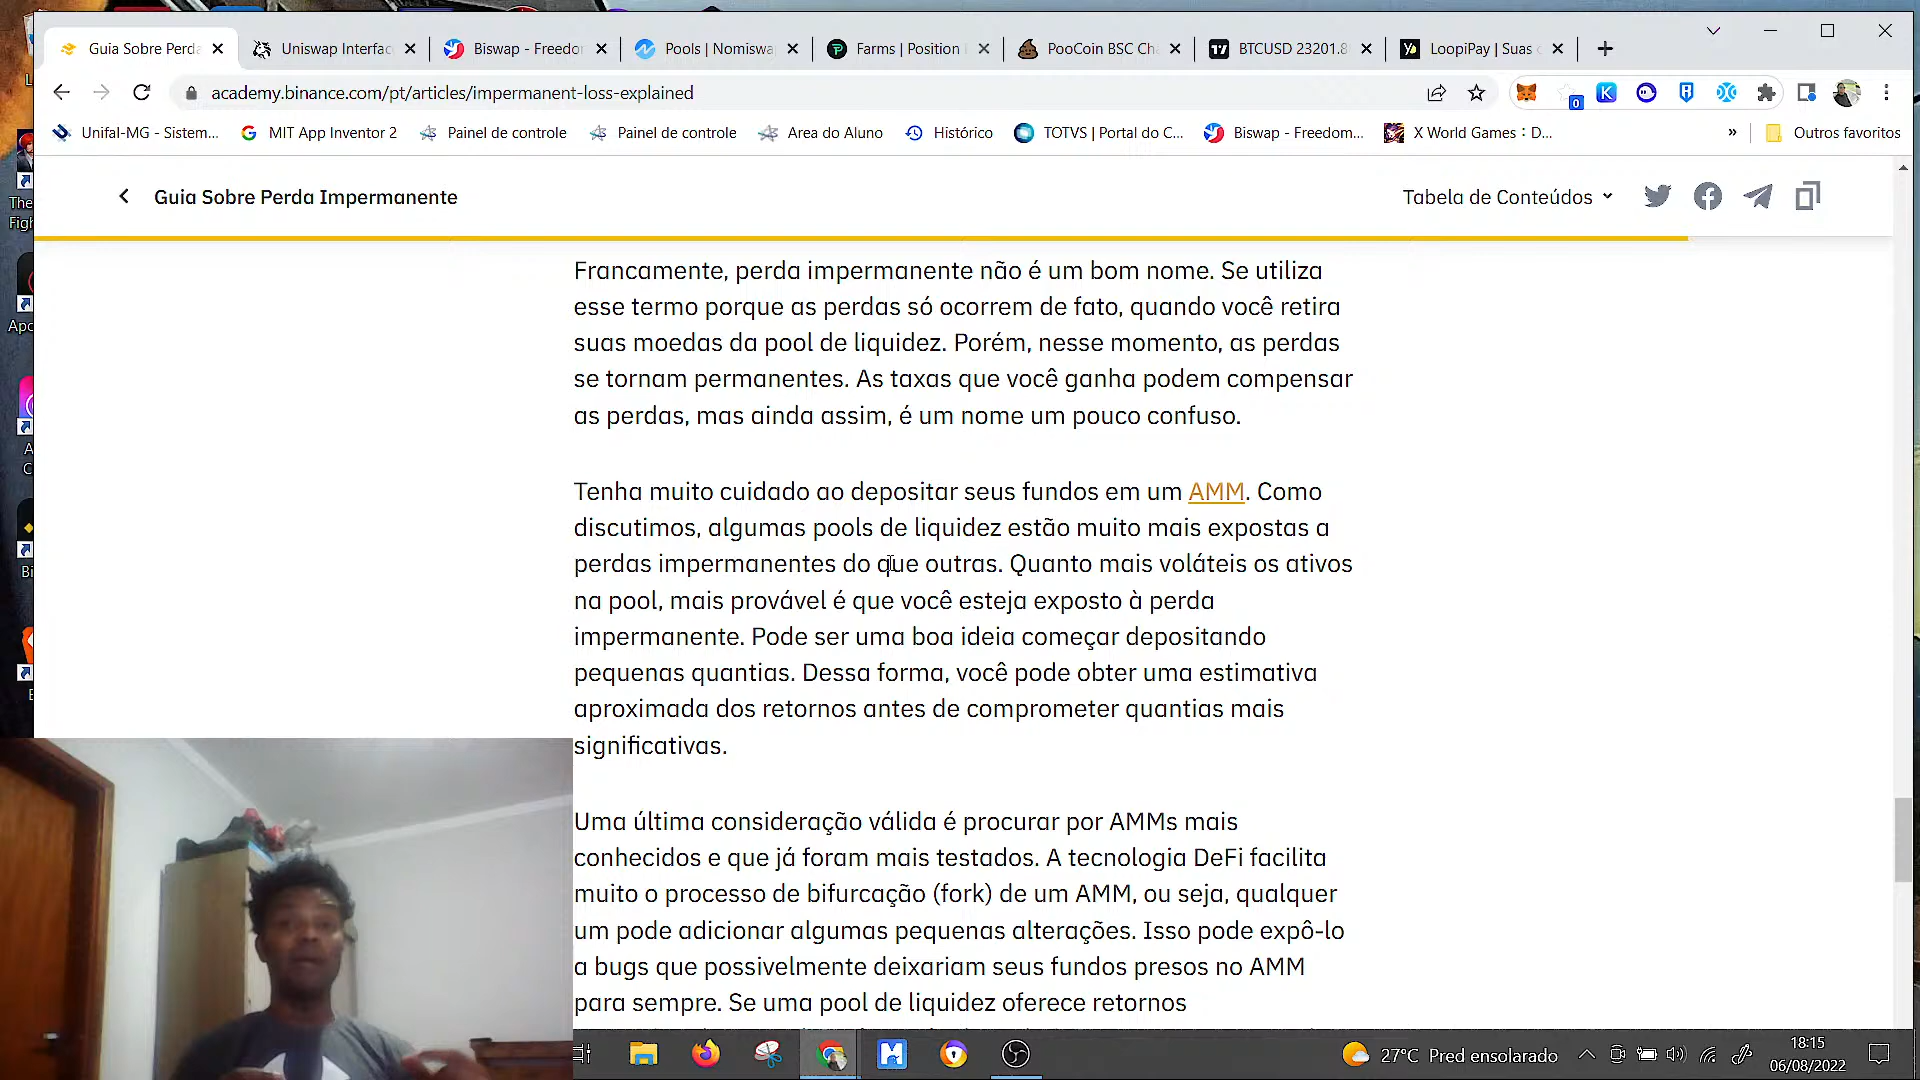 Guia Sobre Perda
Uniswap Interfac
Biswap - Freedo
Pools | Nomiswa
Farms | Position
PooCoin BSC Ch
BTCUSD 23201.8
LoopiPay | Suas
academy.binance.com/pt/articles/impermanent-loss-explained
0
Unifal-MG - Sistem...
MIT App Inventor 2
Painel de controle
Painel de controle
Area do Aluno
Histórico
TOTVS | Portal do C...
Biswap - Freedom...
X World Games : D...
»
Outros favoritos
The
Figh
Guia Sobre Perda Impermanente
Tabela de Conteúdos
Francamente, perda impermanente não é um bom nome. Se utiliza
esse termo porque as perdas só ocorrem de fato, quando você retira
suas moedas da pool de liquidez. Porém, nesse momento, as perdas
se tornam permanentes. As taxas que você ganha podem compensar
as perdas, mas ainda assim, é um nome um pouco confuso.
Tenha muito cuidado ao depositar seus fundos em um AMM. Como
discutimos, algumas pools de liquidez estão muito mais expostas a
perdas impermanentes do que outras. Quanto mais voláteis os ativos
na pool, mais provável é que você esteja exposto à perda
impermanente. Pode ser uma boa ideia começar depositando
pequenas quantias. Dessa forma, você pode obter uma estimativa
aproximada dos retornos antes de comprometer quantias mais
significativas.
Uma última consideração válida é procurar por AMMs mais
conhecidos e que já foram mais testados. A tecnologia DeFi facilita
muito o processo de bifurcação (fork) de um AMM, ou seja, qualquer
um pode adicionar algumas pequenas alterações. Isso pode expô-lo
a bugs que possivelmente deixariam seus fundos presos no AMM
para sempre. Se uma pool de liquidez oferece retornos
27°C Pred ensolarado
18:15
06/08/2022